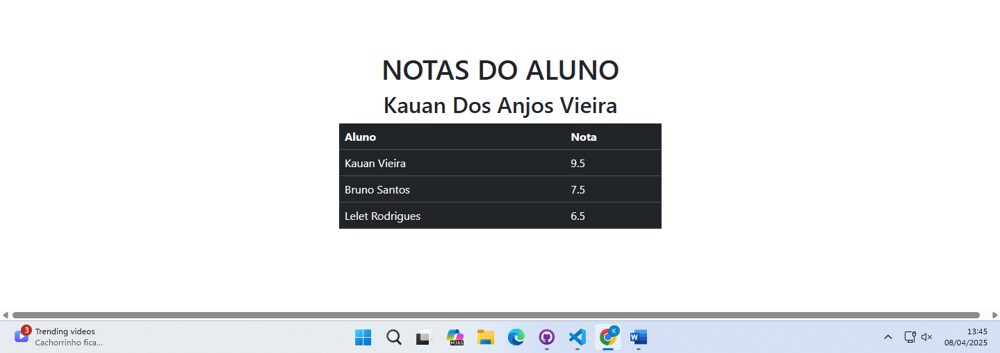 NOTAS DO ALUNO
Kauan Dos Anjos Vieira
Aluno Nota
Kauan Vieira 9.5
Bruno Santos 7.5
Lelet Rodrigues 6.5
3
Trending videos
Cachorrinho fica...
M365
K
W
13:45
08/04/2025